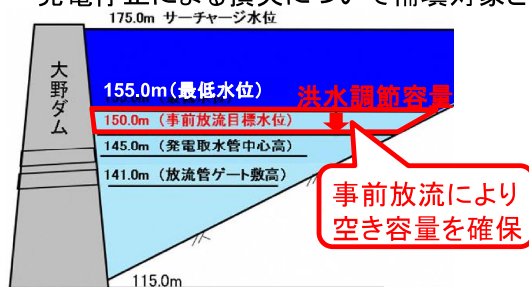 発電停止による損失について補填対象と
175.0m サーチャージ水位
大野ダム
155.0m(最低水位)
洪水調節容量
150.0m (事前放流目標水位)
145.0m (発電取水管中心高)
141.0m (放流管ゲート敷高)
事前放流により
空き容量を確保
115.0m